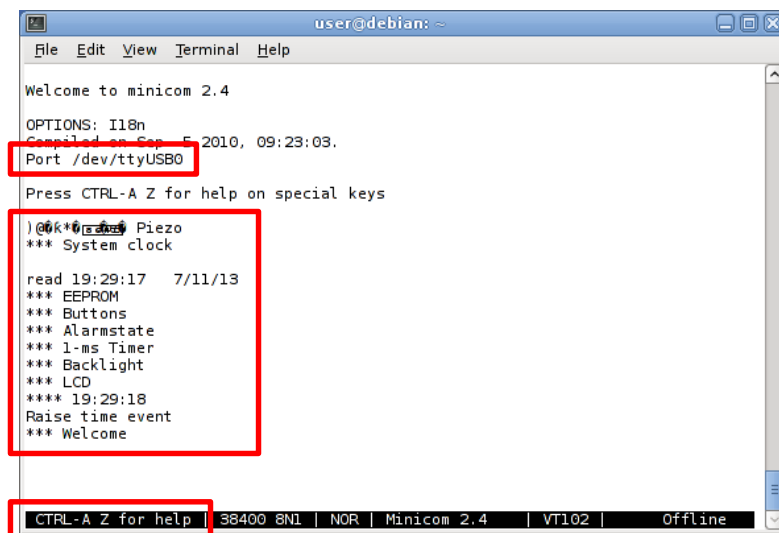 user@debian: ~
File Edit View Terminal Help
Welcome to minicom 2.4
OPTIONS: I18n
Compiled on Sep 5 2010, 09:23:03.
Port /dev/ttyUSB0
Press CTRL-A Z for help on special keys
Piezo
*** System clock
read 19:29:17 7/11/13
*** EEPROM
*** Buttons
*** Alarmstate
*** 1-ms Timer
*** Backlight
*** LCD
**** 19:29:18
Raise time event
*** Welcome
CTRL-A Z for help | 38400 8N1 | NOR | Minicom 2.4 | VT102 | Offline